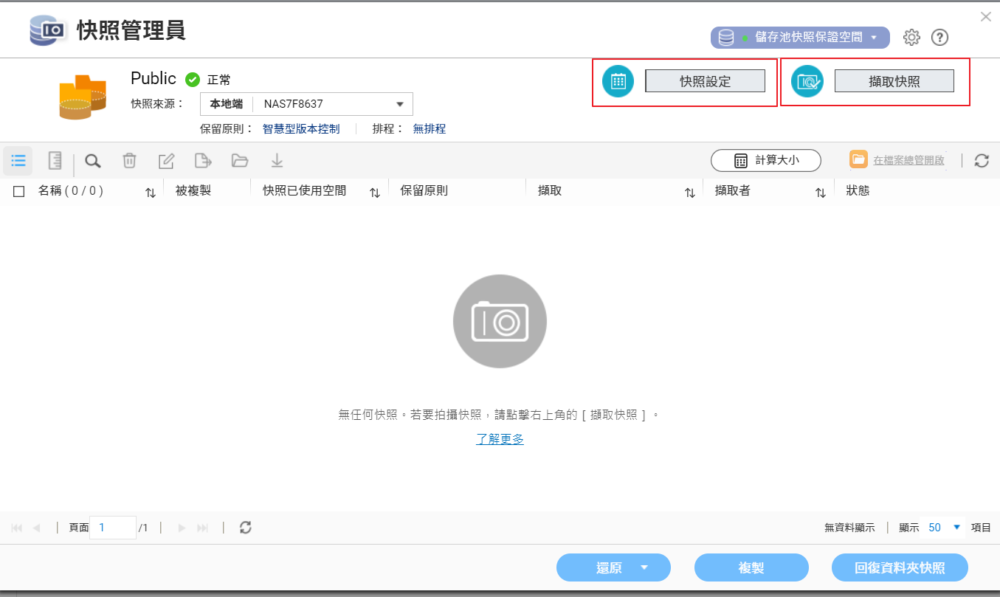 快照管理員
儲存池快照保證空間
Public 正常
快照來源： 本地端 NAS7F8637
保留原則： 智慧型版本控制 排程： 無排程
快照設定
擷取快照
計算大小 在檔案總管開啟
名稱 ( 0 / 0 ) 被複製 快照已使用空間 保留原則 擷取 擷取者 狀態
無任何快照。若要拍攝快照，請點擊右上角的 [ 擷取快照 ] 。
了解更多
頁面 1 /1 無資料顯示 顯示 50 項目
還原 複製 回復資料夾快照